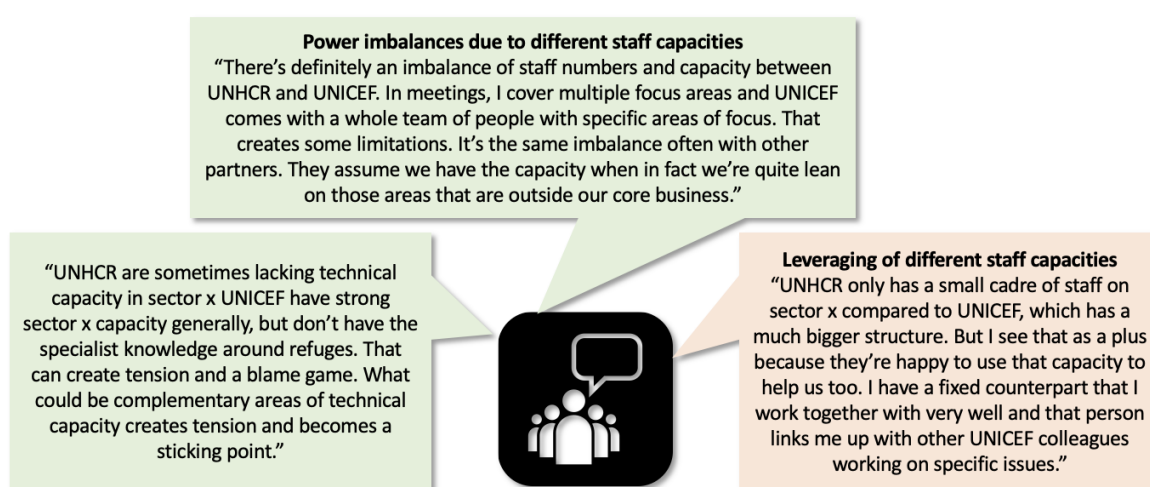 Power imbalances due to different staff capacities
“There’s definitely an imbalance of staff numbers and capacity between
UNHCR and UNICEF. In meetings, I cover multiple focus areas and UNICEF
comes with a whole team of people with specific areas of focus. That
creates some limitations. It’s the same imbalance often with other
partners. They assume we have the capacity when in fact we’re quite lean
on those areas that are outside our core business.”
“UNHCR are sometimes lacking technical
capacity in sector x UNICEF have strong
sector x capacity generally, but don’t have the
specialist knowledge around refuges. That
can create tension and a blame game. What
could be complementary areas of technical
capacity creates tension and becomes a
sticking point.”
Leveraging of different staff capacities
“UNHCR only has a small cadre of staff on
sector x compared to UNICEF, which has a
much bigger structure. But I see that as a plus
because they’re happy to use that capacity to
help us too. I have a fixed counterpart that I
work together with very well and that person
links me up with other UNICEF colleagues
working on specific issues.”